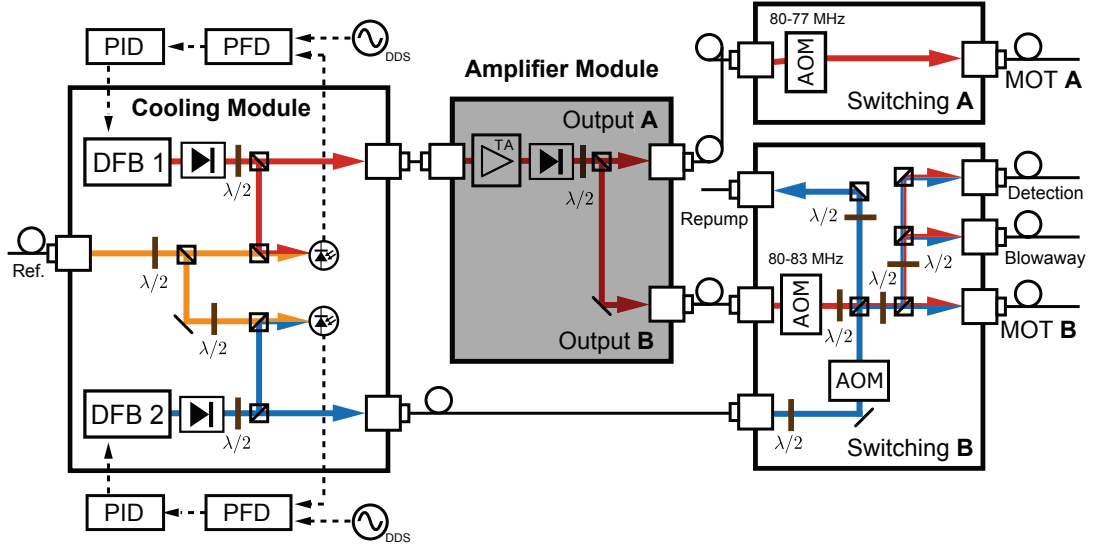 PID
PFD
DDS
Cooling Module
DFB 1
λ/2
Ref.
λ/2
λ/2
DFB 2
λ/2
PID
PFD
DDS
Amplifier Module
Output A
TA
λ/2
Output B
80-77 MHz
AOM
Switching A
MOT A
Repump
λ/2
Detection
80-83 MHz
λ/2
Blowaway
AOM
λ/2
λ/2
MOT B
AOM
λ/2
Switching B